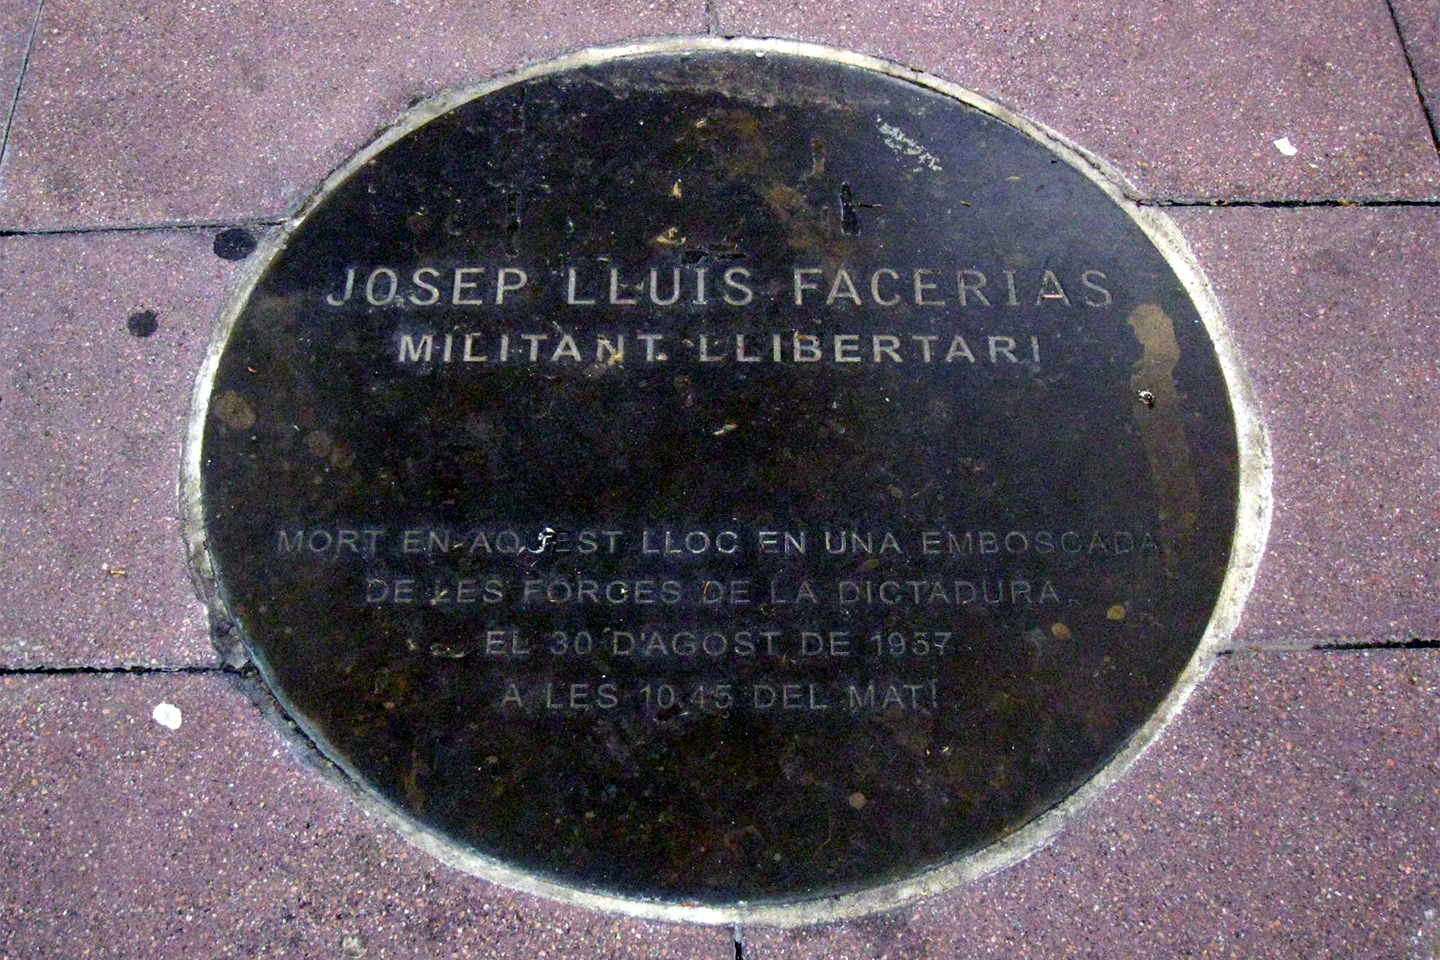 JOSEP LLUIS FACERIAS
MILITANT LLIBERTARI
MORT EN AQUEST LLOC EN UNA EMBOSCADA
DE LES FORCES DE LA DICTADURA.
EL 30 D'AGOST DE 1957
A LES 10,45 DEL MATÍ